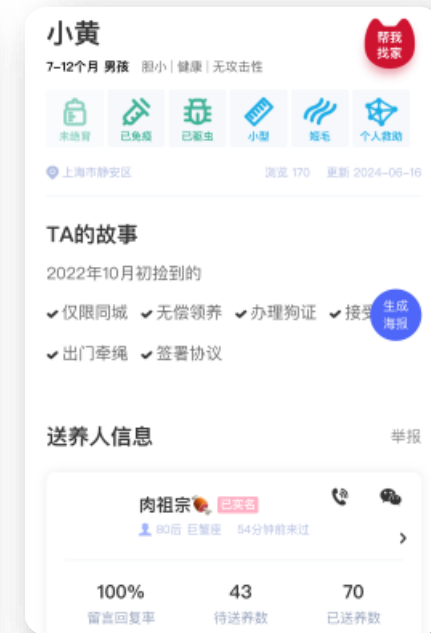 小黄
帮我
找家
7-12个月 男孩 胆小 | 健康 | 无攻击性
未绝育 已免疫 已驱虫 小型 短毛 个人救助
上海市静安区 浏览 170 更新 2024-06-16
TA的故事
2022年10月初捡到的
✔仅限同城 ✔无偿领养 ✔办理狗证 ✔接受
生成
海报
✔出门牵绳 ✔签署协议
送养人信息 举报
肉祖宗🍖 已实名
80后 巨蟹座 54分钟前来过
100% 43 70
留言回复率 待送养数 已送养数